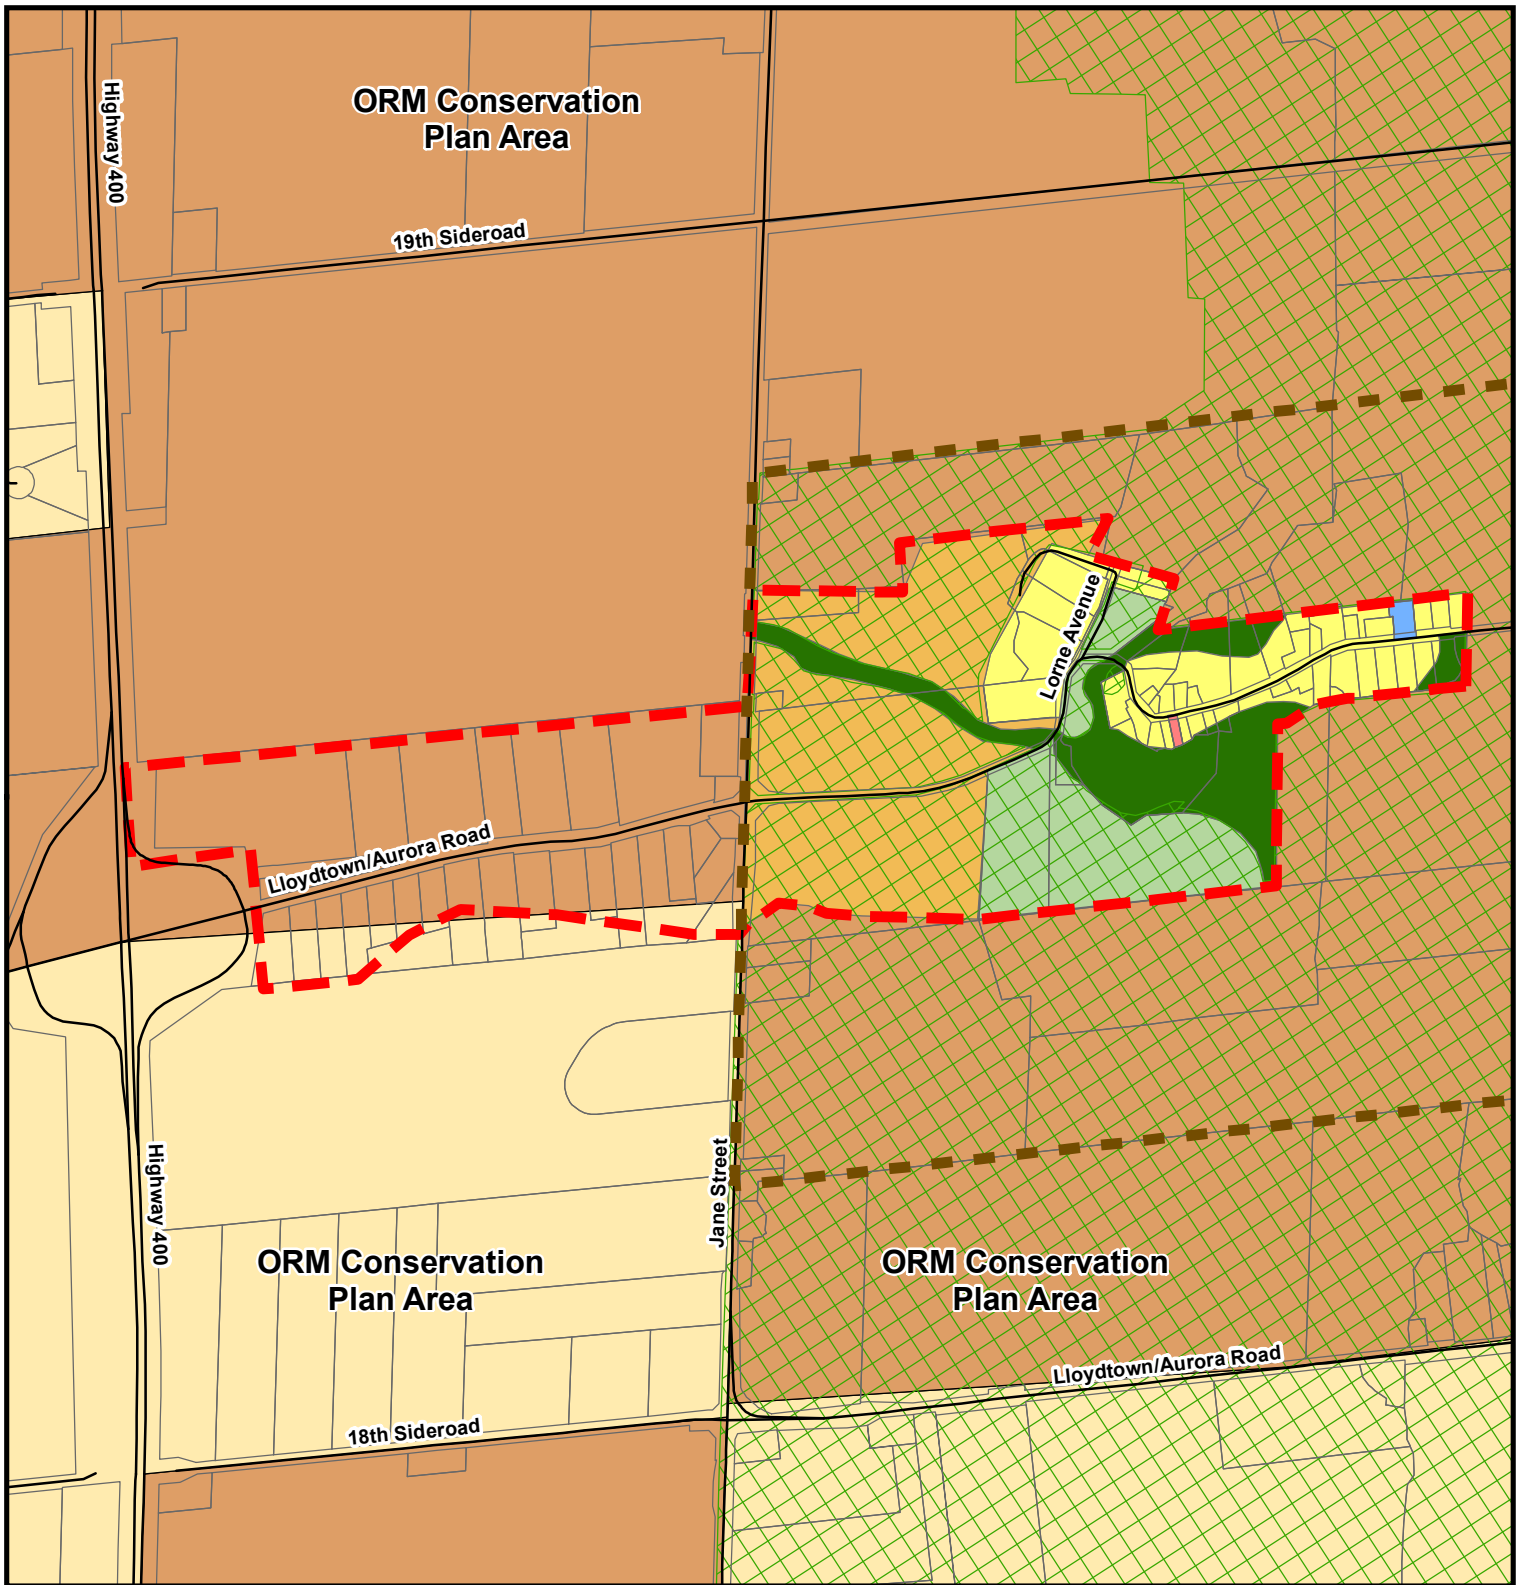 Highway 400
ORM Conservation
Plan Area
19th Sideroad
Lorne Avenue
Lloydtown/Aurora Road
Highway 400
Jane Street
ORM Conservation
Plan Area
ORM Conservation
Plan Area
Lloydtown/Aurora Road
18th Sideroad